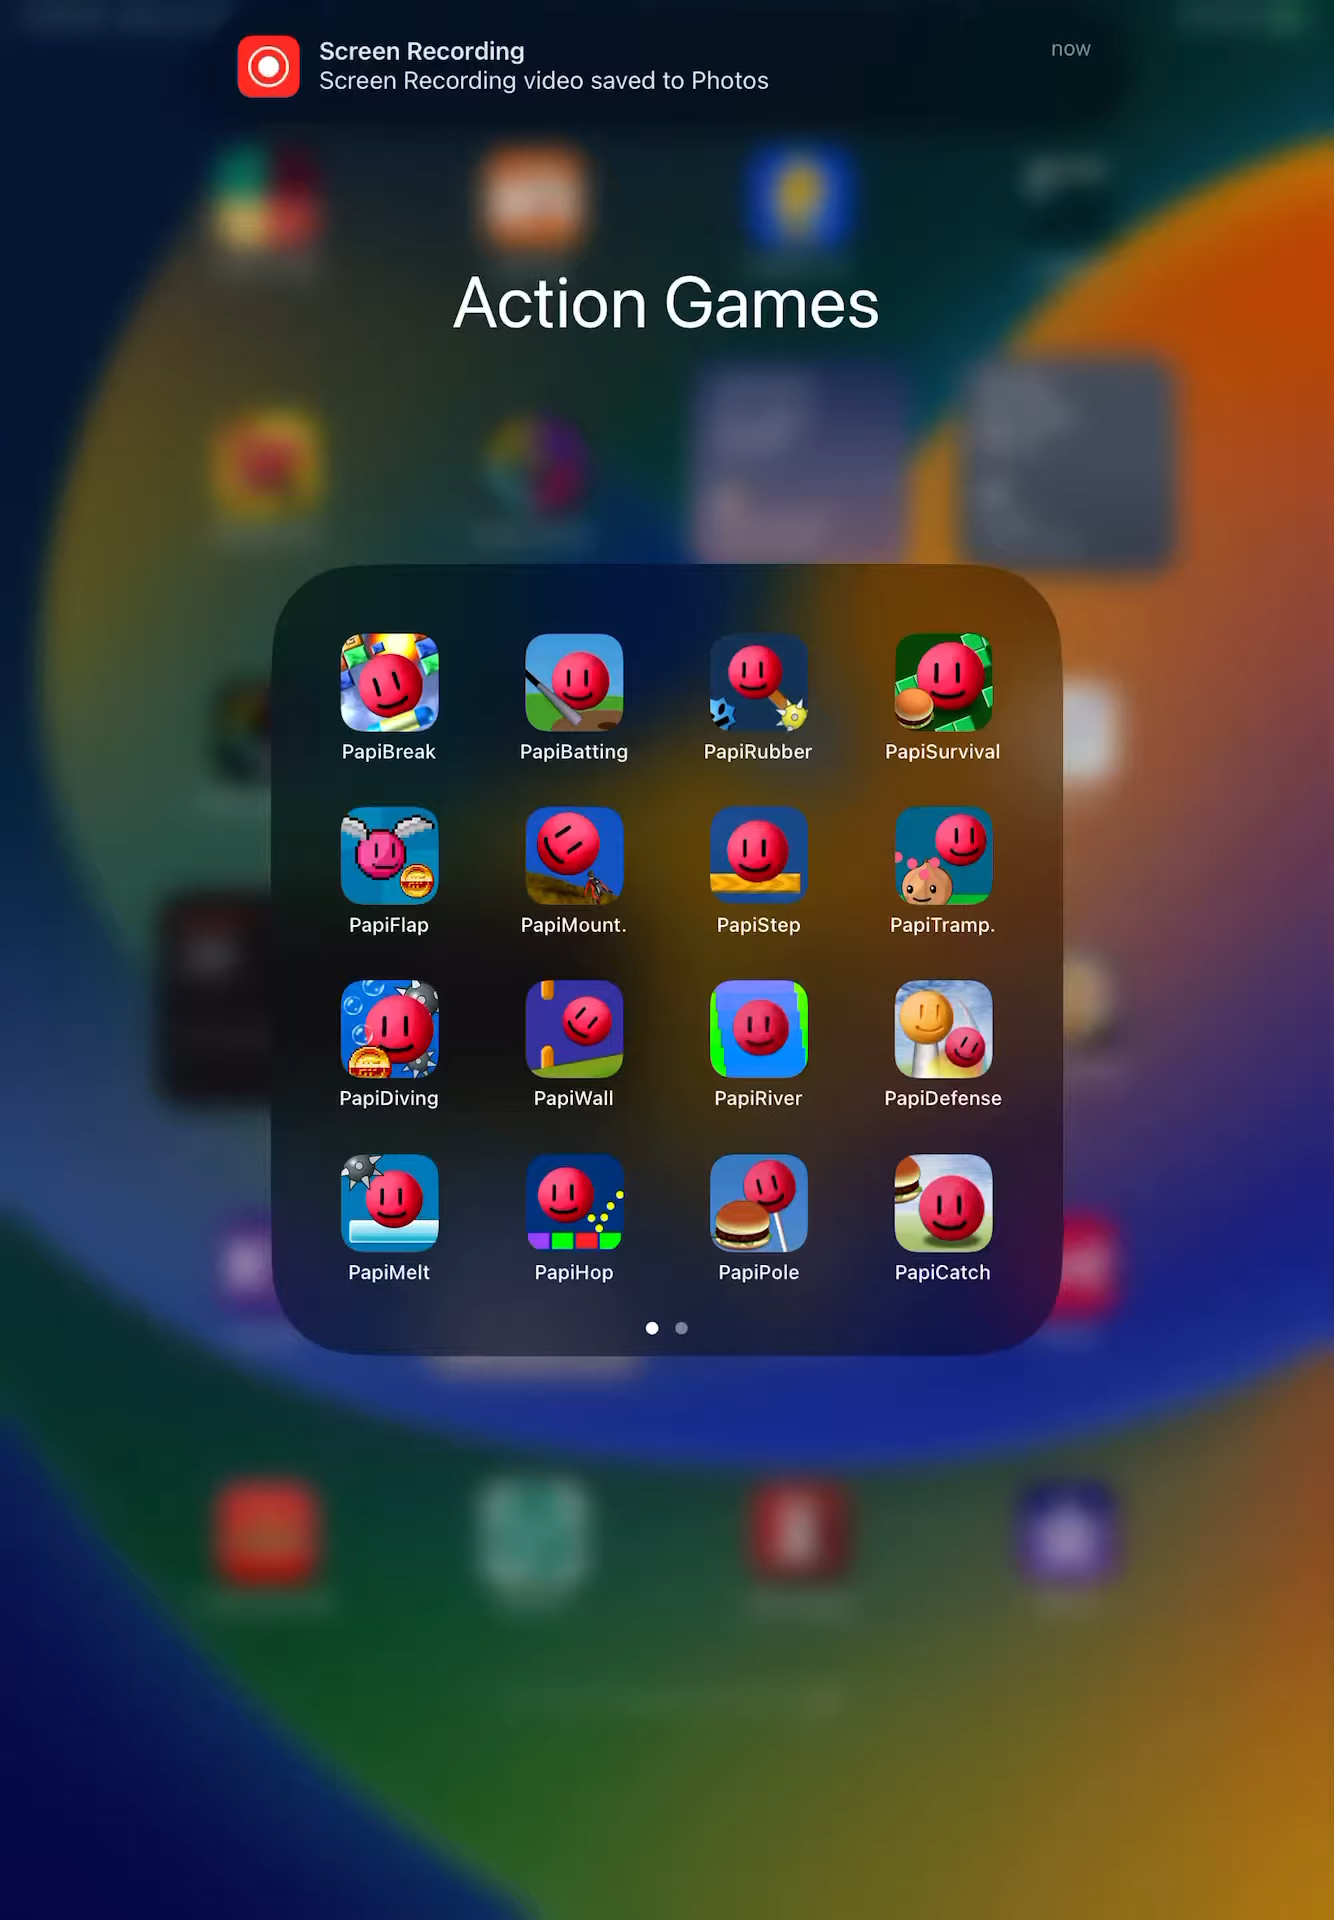 Screen Recording
now
Screen Recording video saved to Photos
Action Games
PapiBreak
PapiBatting
PapiRubber
PapiSurvival
PapiFlap
PapiMount.
PapiStep
PapiTramp.
PapiDiving
PapiWall
PapiRiver
PapiDefense
PapiMelt
PapiHop
PapiPole
PapiCatch